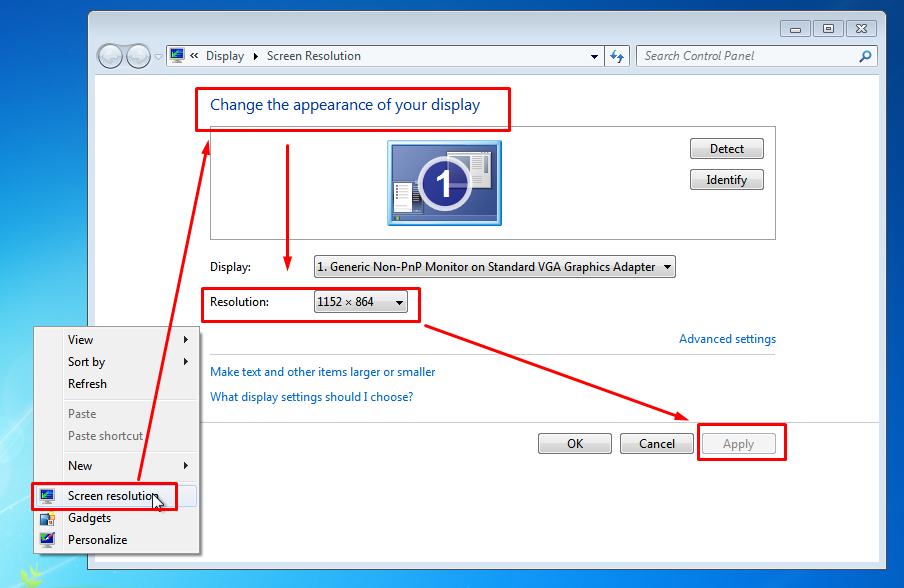 « Display Screen Resolution
Search Control Panel
Change the appearance of your display
1
Detect
Identify
Display: 1. Generic Non-PnP Monitor on Standard VGA Graphics Adapter
Resolution: 1152 × 864
Advanced settings
Make text and other items larger or smaller
What display settings should I choose?
OK Cancel Apply
View
Sort by
Refresh
Paste
Paste shortcut
New
Screen resolution
Gadgets
Personalize